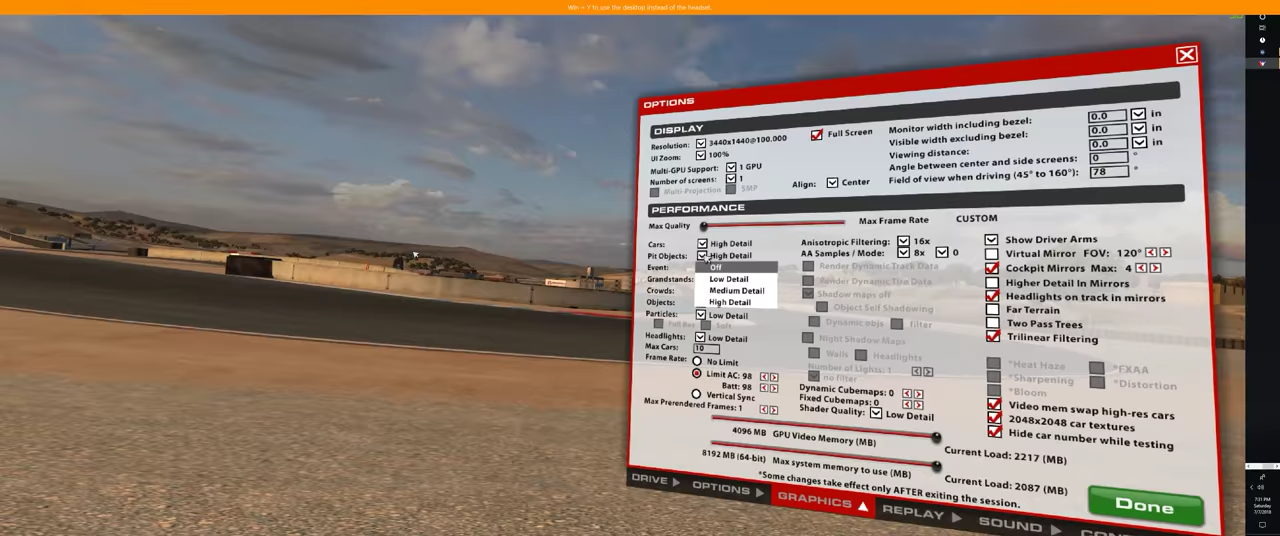 Win + Y to use the desktop instead of the headset.
OPTIONS
DISPLAY
Resolution: 3440x1440@100.000
Full Screen
UI Zoom: 100%
Multi-GPU Support: 1 GPU
Number of screens: 1
Multi-Projection SMP
Align: Center
Monitor width including bezel: 0.0 in
Visible width excluding bezel: 0.0 in
Viewing distance: 0.0 in
Angle between center and side screens: 0 °
Field of view when driving (45° to 160°): 78 °
PERFORMANCE
Max Quality Max Frame Rate CUSTOM
Cars: High Detail
Pit Objects: High Detail
Event: Off
Grandstands: Low Detail
Crowds: Medium Detail
Objects: High Detail
Particles: Low Detail
Full Res Soft
Headlights: Low Detail
Max Cars: 10
Frame Rate: No Limit
Limit AC: 98
Batt: 98
Vertical Sync
Max Prerendered Frames: 1
Anisotropic Filtering: 16x
AA Samples / Mode: 8x 0
Render Dynamic Track Data
Render Dynamic Tire Data
Shadow maps off
Object Self Shadowing
Dynamic objs filter
Night Shadow Maps
Walls Headlights
Number of Lights: 1
no filter
Dynamic Cubemaps: 0
Fixed Cubemaps: 0
Shader Quality: Low Detail
Show Driver Arms
Virtual Mirror FOV: 120°
Cockpit Mirrors Max: 4
Higher Detail In Mirrors
Headlights on track in mirrors
Far Terrain
Two Pass Trees
Trilinear Filtering
*Heat Haze *FXAA
*Sharpening *Distortion
*Bloom
Video mem swap high-res cars
2048x2048 car textures
Hide car number while testing
4096 MB GPU Video Memory (MB)
Current Load: 2217 (MB)
8192 MB (64-bit) Max system memory to use (MB)
Current Load: 2087 (MB)
*Some changes take effect only AFTER exiting the session.
Done
DRIVE OPTIONS GRAPHICS REPLAY SOUND
7:31 PM
Saturday
7/7/2018